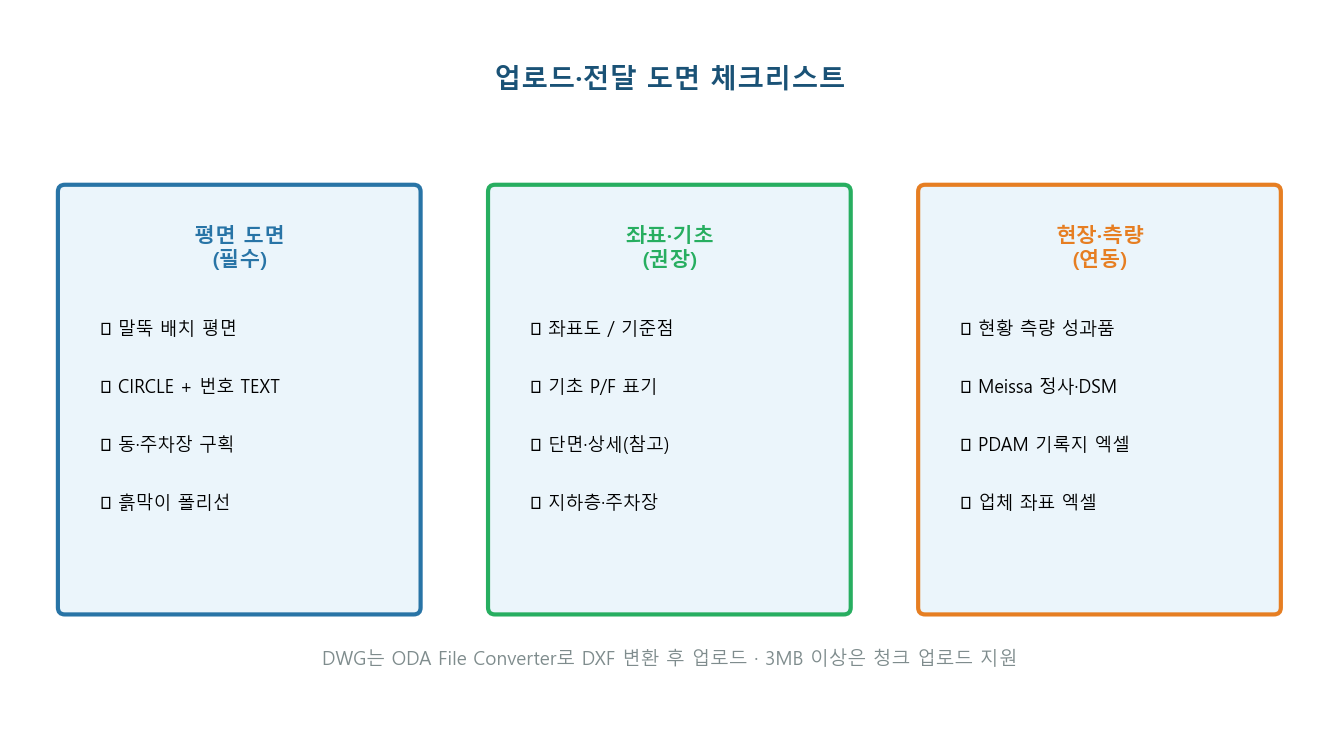 업로드·전달 도면 체크리스트
평면 도면
(필수)
▯ 말뚝 배치 평면
▯ CIRCLE + 번호 TEXT
▯ 동·주차장 구획
▯ 흙막이 폴리선
좌표·기초
(권장)
▯ 좌표도 / 기준점
▯ 기초 P/F 표기
▯ 단면·상세(참고)
▯ 지하층·주차장
현장·측량
(연동)
▯ 현황 측량 성과품
▯ Meissa 정사·DSM
▯ PDAM 기록지 엑셀
▯ 업체 좌표 엑셀
DWG는 ODA File Converter로 DXF 변환 후 업로드 · 3MB 이상은 청크 업로드 지원